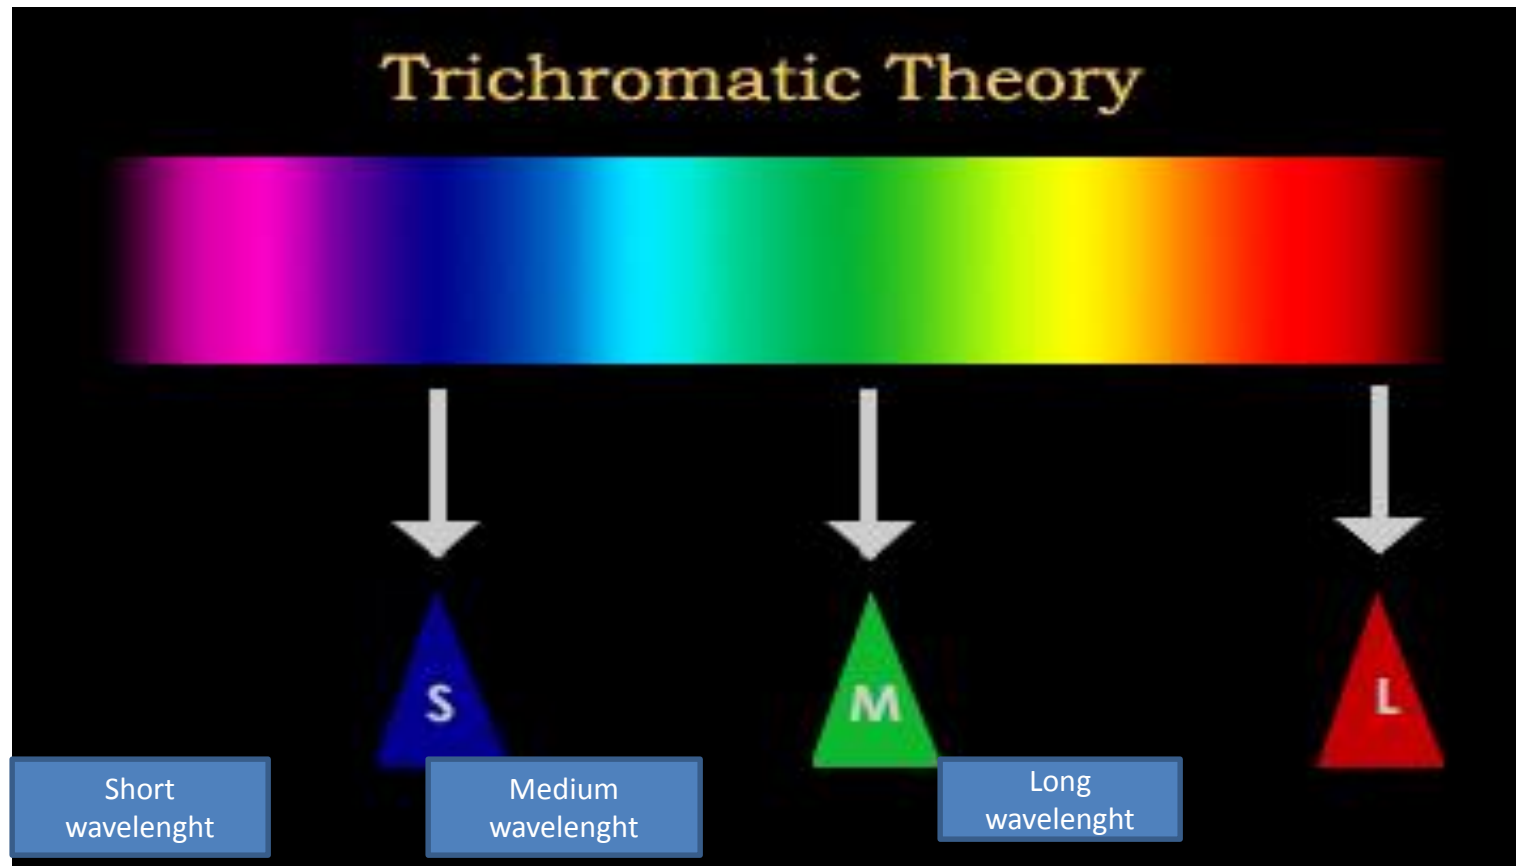 Trichromatic Theory
S M L
Short
wavelenght
Medium
wavelenght
Long
wavelenght